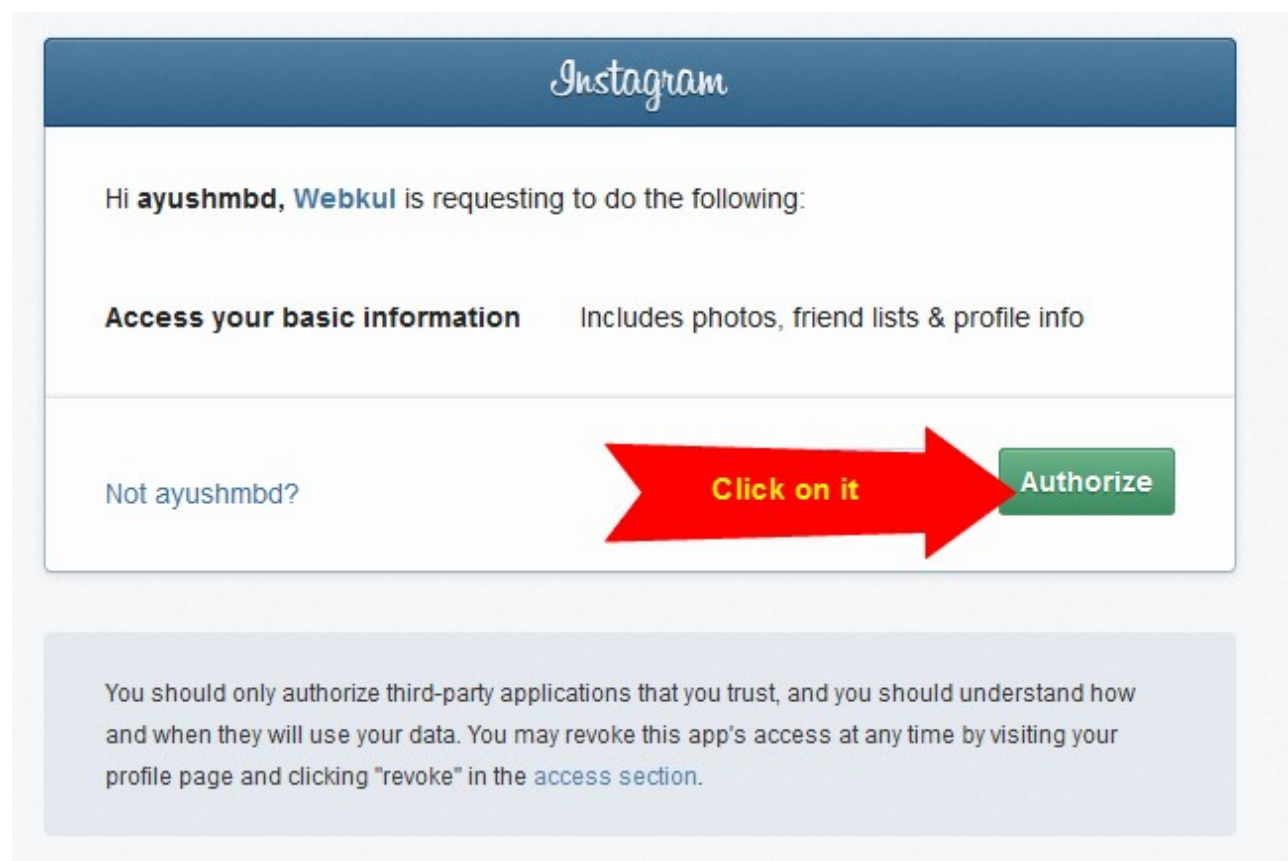 Instagram
Hi ayushmbd, Webkul is requesting to do the following:
Access your basic information Includes photos, friend lists & profile info
Not ayushmbd?
Click on it
Authorize
You should only authorize third-party applications that you trust, and you should understand how
and when they will use your data. You may revoke this app's access at any time by visiting your
profile page and clicking "revoke" in the access section.